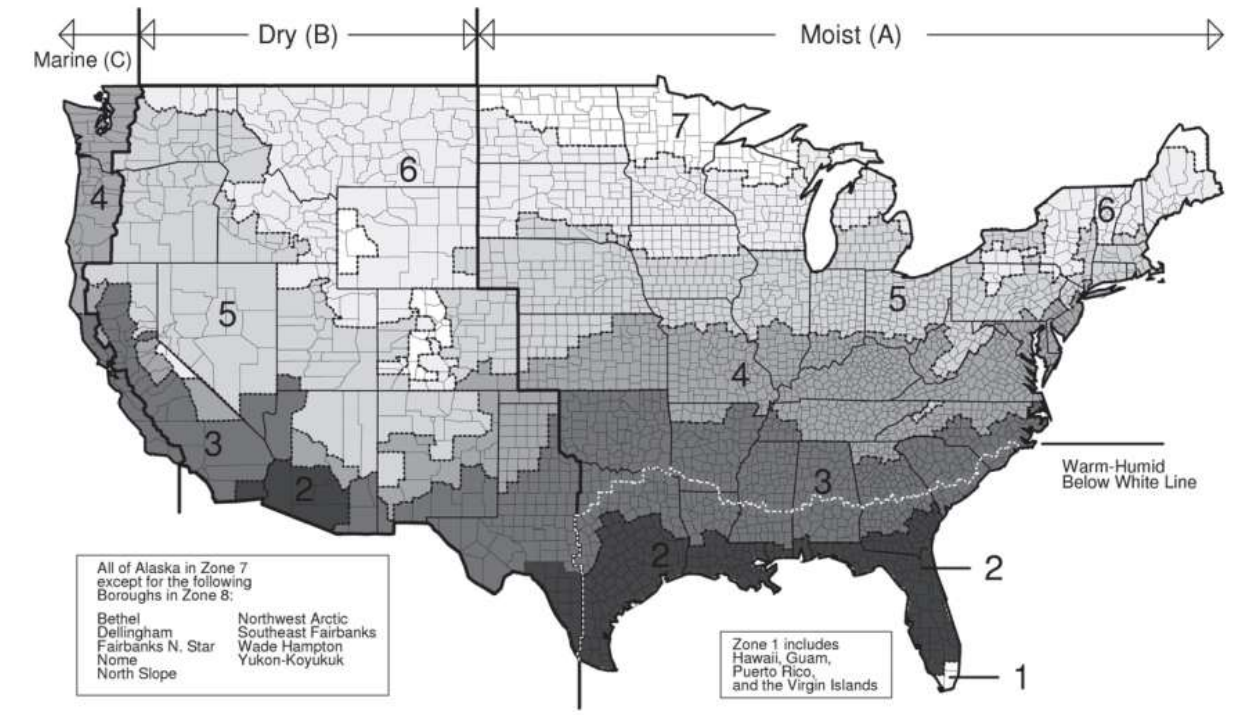 Marine (C)
Dry (B)
Moist (A)
7
6
4
6
5
5
4
3
3
2
2
2
1
Warm-Humid
Below White Line
All of Alaska in Zone 7
except for the following
Boroughs in Zone 8:
Bethel
Dellingham
Fairbanks N. Star
Nome
North Slope
Northwest Arctic
Southeast Fairbanks
Wade Hampton
Yukon-Koyukuk
Zone 1 includes
Hawaii, Guam,
Puerto Rico,
and the Virgin Islands